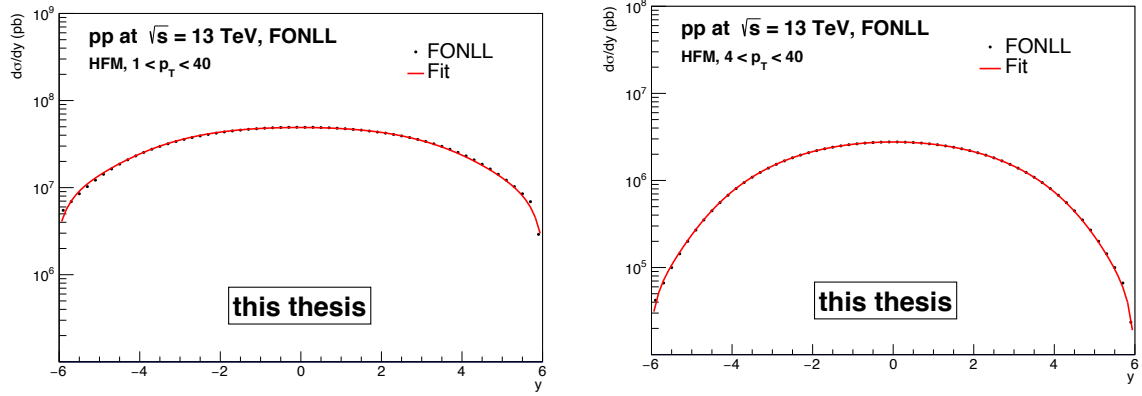 dσ/dy (pb)
10^9
10^8
10^7
10^6
pp at √s = 13 TeV, FONLL
HFM, 1 < p_T < 40
FONLL
Fit
this thesis
−6 −4 −2 0 2 4 6
y
dσ/dy (pb)
10^8
10^7
10^6
10^5
pp at √s = 13 TeV, FONLL
HFM, 4 < p_T < 40
FONLL
Fit
this thesis
−6 −4 −2 0 2 4 6
y